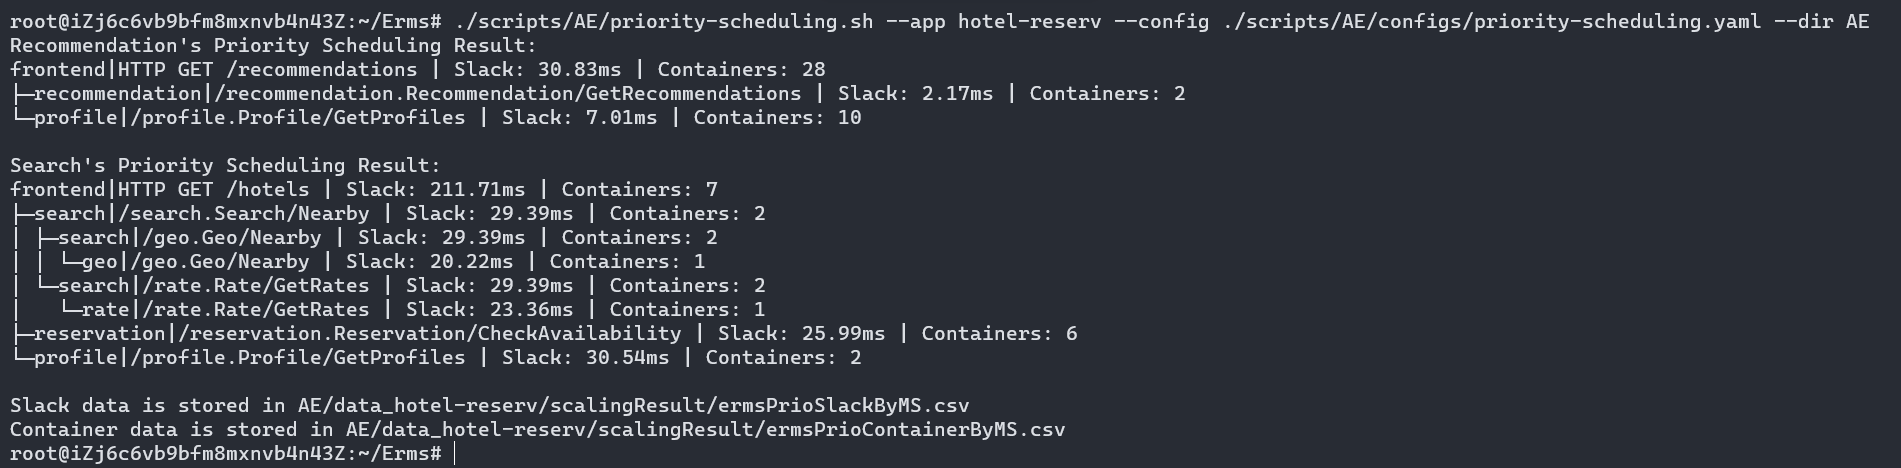 root@iZj6c6vb9bfm8mxnvb4n43Z:~/Erms# ./scripts/AE/priority-scheduling.sh --app hotel-reserv --config ./scripts/AE/configs/priority-scheduling.yaml --dir AE
Recommendation's Priority Scheduling Result:
frontend|HTTP GET /recommendations | Slack: 30.83ms | Containers: 28
├─recommendation|/recommendation.Recommendation/GetRecommendations | Slack: 2.17ms | Containers: 2
└─profile|/profile.Profile/GetProfiles | Slack: 7.01ms | Containers: 10

Search's Priority Scheduling Result:
frontend|HTTP GET /hotels | Slack: 211.71ms | Containers: 7
├─search|/search.Search/Nearby | Slack: 29.39ms | Containers: 2
│ ├─search|/geo.Geo/Nearby | Slack: 29.39ms | Containers: 2
│ │ └─geo|/geo.Geo/Nearby | Slack: 20.22ms | Containers: 1
│ └─search|/rate.Rate/GetRates | Slack: 29.39ms | Containers: 2
│   └─rate|/rate.Rate/GetRates | Slack: 23.36ms | Containers: 1
├─reservation|/reservation.Reservation/CheckAvailability | Slack: 25.99ms | Containers: 6
└─profile|/profile.Profile/GetProfiles | Slack: 30.54ms | Containers: 2

Slack data is stored in AE/data_hotel-reserv/scalingResult/ermsPrioSlackByMS.csv
Container data is stored in AE/data_hotel-reserv/scalingResult/ermsPrioContainerByMS.csv
root@iZj6c6vb9bfm8mxnvb4n43Z:~/Erms#